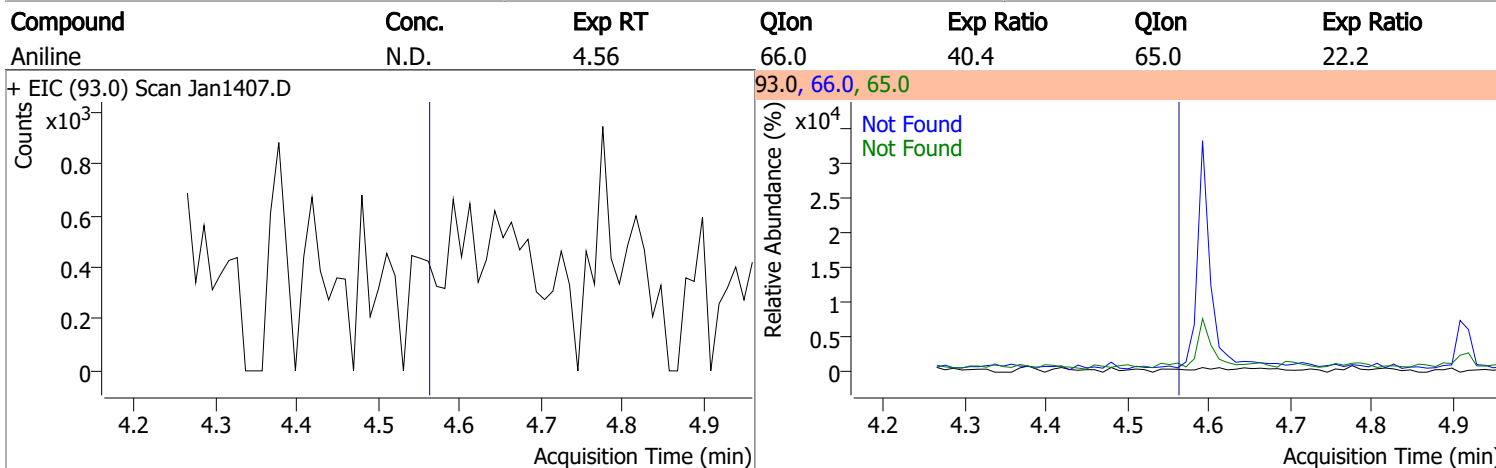 Compound Conc. Exp RT QIon Exp Ratio QIon Exp Ratio
Aniline N.D. 4.56 66.0 40.4 65.0 22.2
+ EIC (93.0) Scan Jan1407.D
Counts
x10³
0.8
0.6
0.4
0.2
0
4.2 4.3 4.4 4.5 4.6 4.7 4.8 4.9
Acquisition Time (min)
93.0, 66.0, 65.0
Relative Abundance (%)
x10⁴
Not Found
Not Found
3
2.5
2
1.5
1
0.5
0
4.2 4.3 4.4 4.5 4.6 4.7 4.8 4.9
Acquisition Time (min)